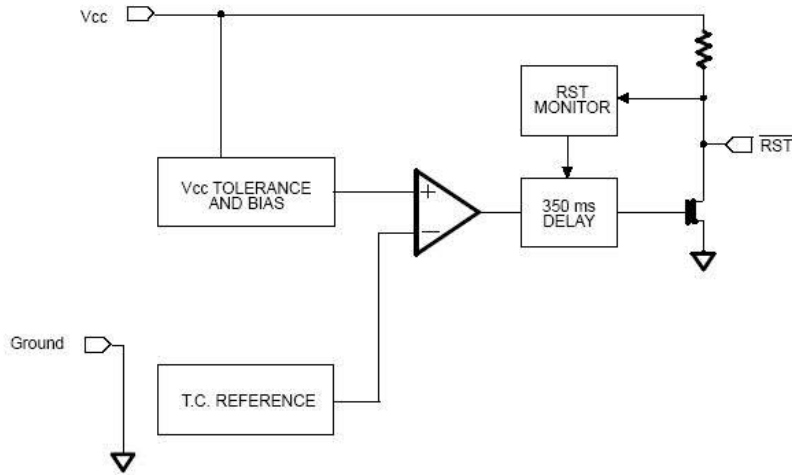 Vcc
RST
MONITOR
RST
Vcc TOLERANCE
AND BIAS
+
−
350 ms
DELAY
Ground
T.C. REFERENCE